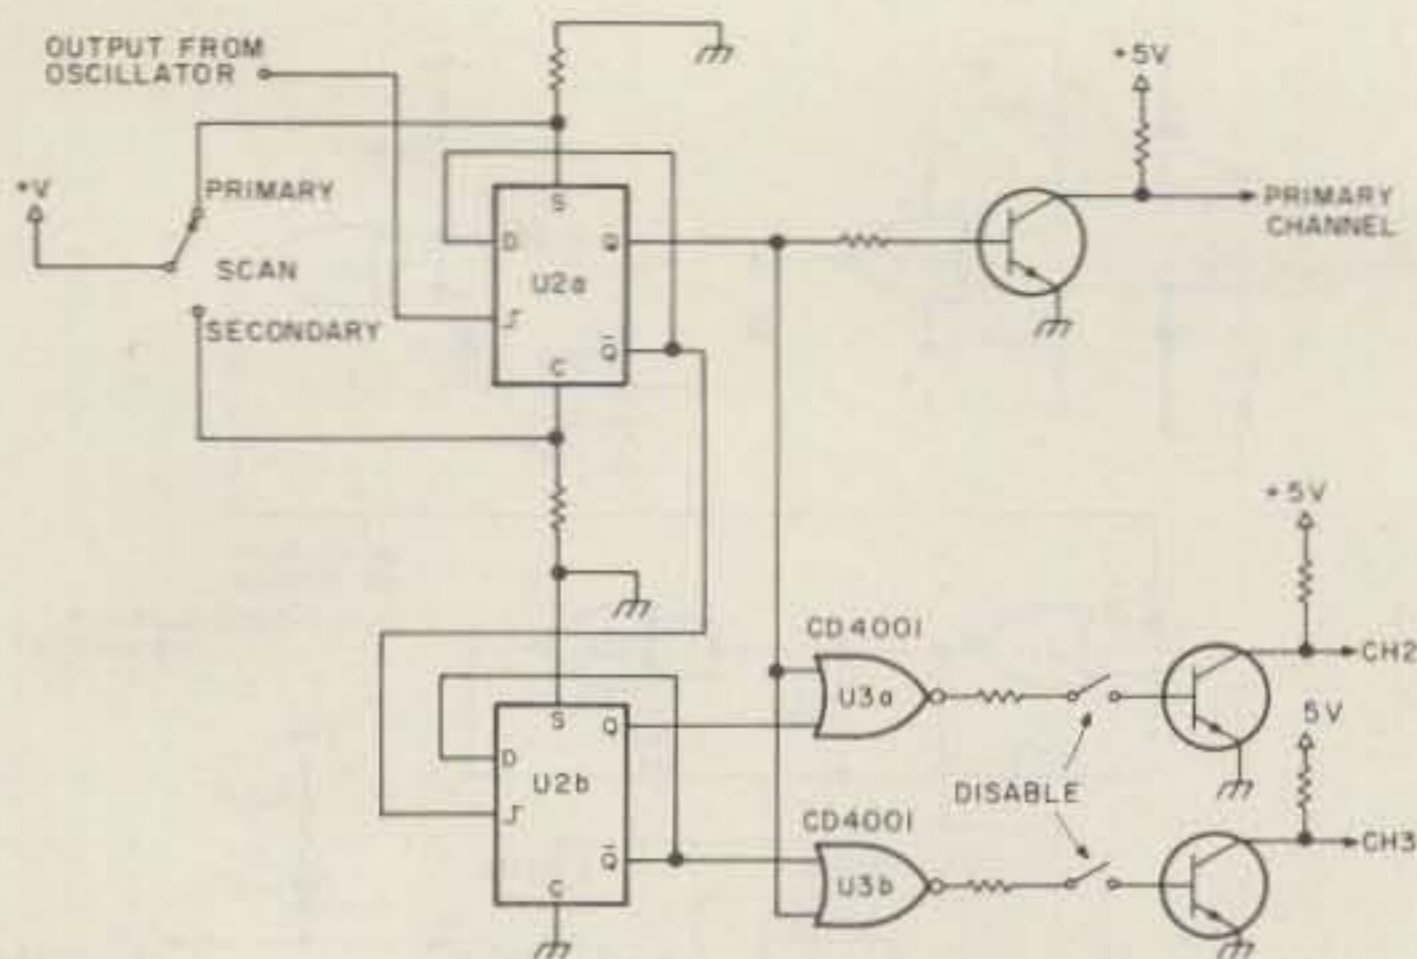 OUTPUT FROM
OSCILLATOR
+5V
+V
PRIMARY
SCAN
SECONDARY
S
D
Q
U2a
Q̅
C
PRIMARY
CHANNEL
+5V
CD4001
U3a
CH2
S
D
Q
U2b
Q̅
C
DISABLE
5V
CD4001
U3b
CH3